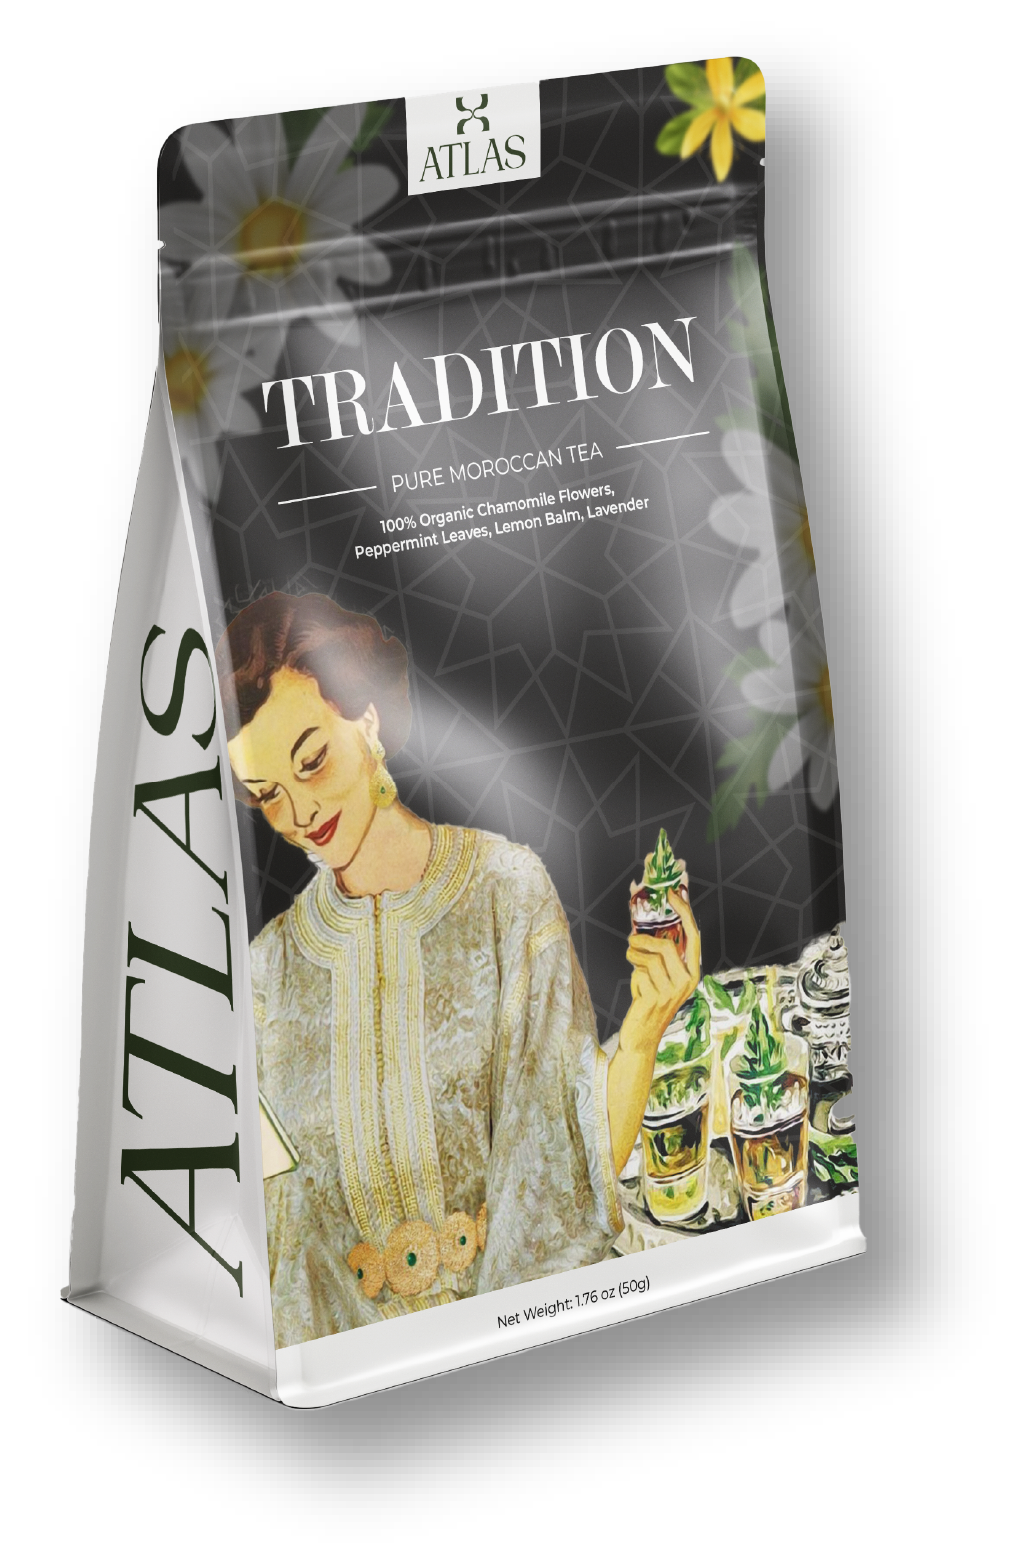 ATLAS
TRADITION
PURE MOROCCAN TEA
100% Organic Chamomile Flowers,
Peppermint Leaves, Lemon Balm, Lavender
ATLAS
Net Weight: 1.76 oz (50g)